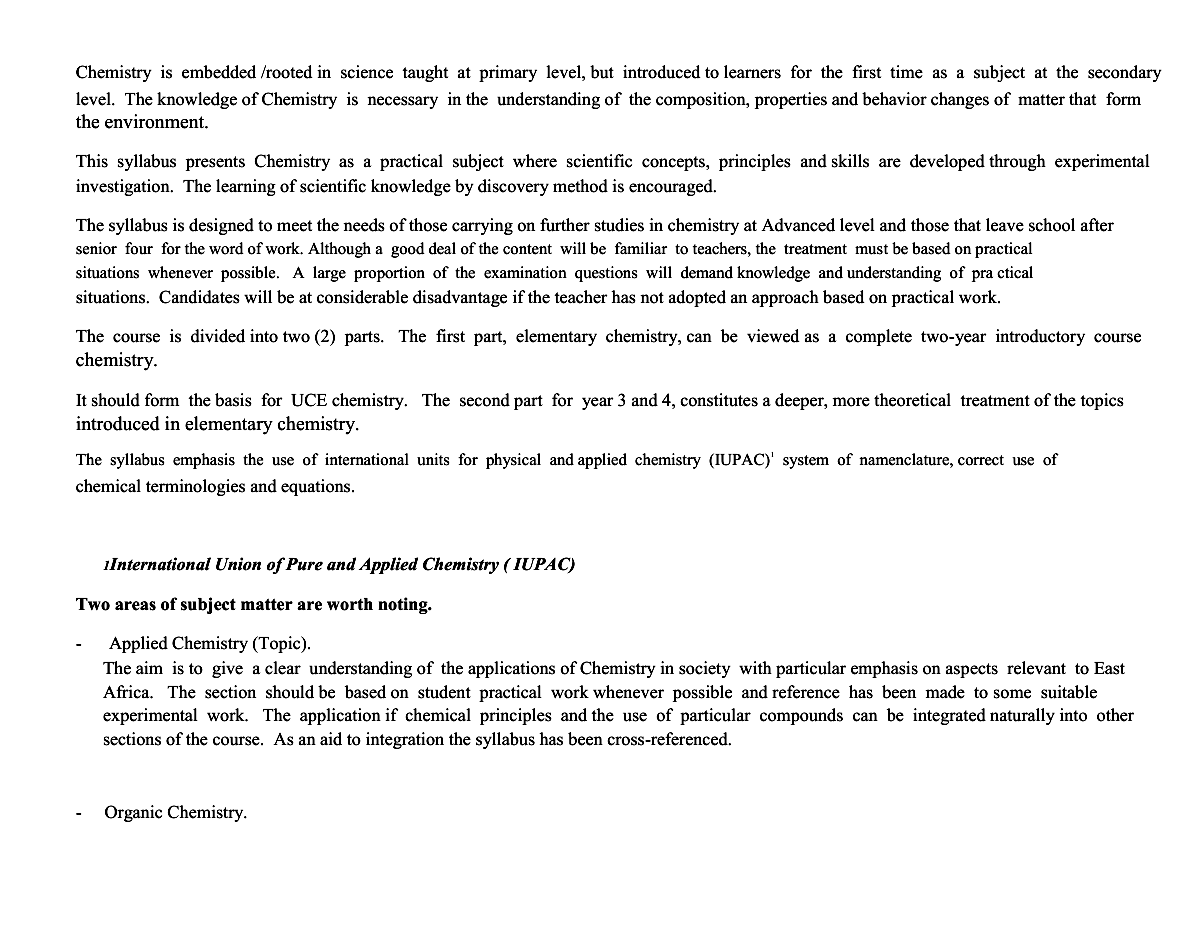 Chemistry is embedded /rooted in science taught at primary level, but introduced to learners for the first time as a subject at the secondary
level. The knowledge of Chemistry is necessary in the understanding of the composition, properties and behavior changes of matter that form
the environment.
This syllabus presents Chemistry as a practical subject where scientific concepts, principles and skills are developed through experimental
investigation. The learning of scientific knowledge by discovery method is encouraged.
The syllabus is designed to meet the needs of those carrying on further studies in chemistry at Advanced level and those that leave school after
senior four for the word of work. Although a good deal of the content will be familiar to teachers, the treatment must be based on practical
situations whenever possible. A large proportion of the examination questions will demand knowledge and understanding of pra ctical
situations. Candidates will be at considerable disadvantage if the teacher has not adopted an approach based on practical work.
The course is divided into two (2) parts. The first part, elementary chemistry, can be viewed as a complete two-year introductory course
chemistry.
It should form the basis for UCE chemistry. The second part for year 3 and 4, constitutes a deeper, more theoretical treatment of the topics
introduced in elementary chemistry.
The syllabus emphasis the use of international units for physical and applied chemistry (IUPAC)¹ system of namenclature, correct use of
chemical terminologies and equations.
1International Union of Pure and Applied Chemistry ( IUPAC)
Two areas of subject matter are worth noting.
- Applied Chemistry (Topic).
The aim is to give a clear understanding of the applications of Chemistry in society with particular emphasis on aspects relevant to East
Africa. The section should be based on student practical work whenever possible and reference has been made to some suitable
experimental work. The application if chemical principles and the use of particular compounds can be integrated naturally into other
sections of the course. As an aid to integration the syllabus has been cross-referenced.
- Organic Chemistry.